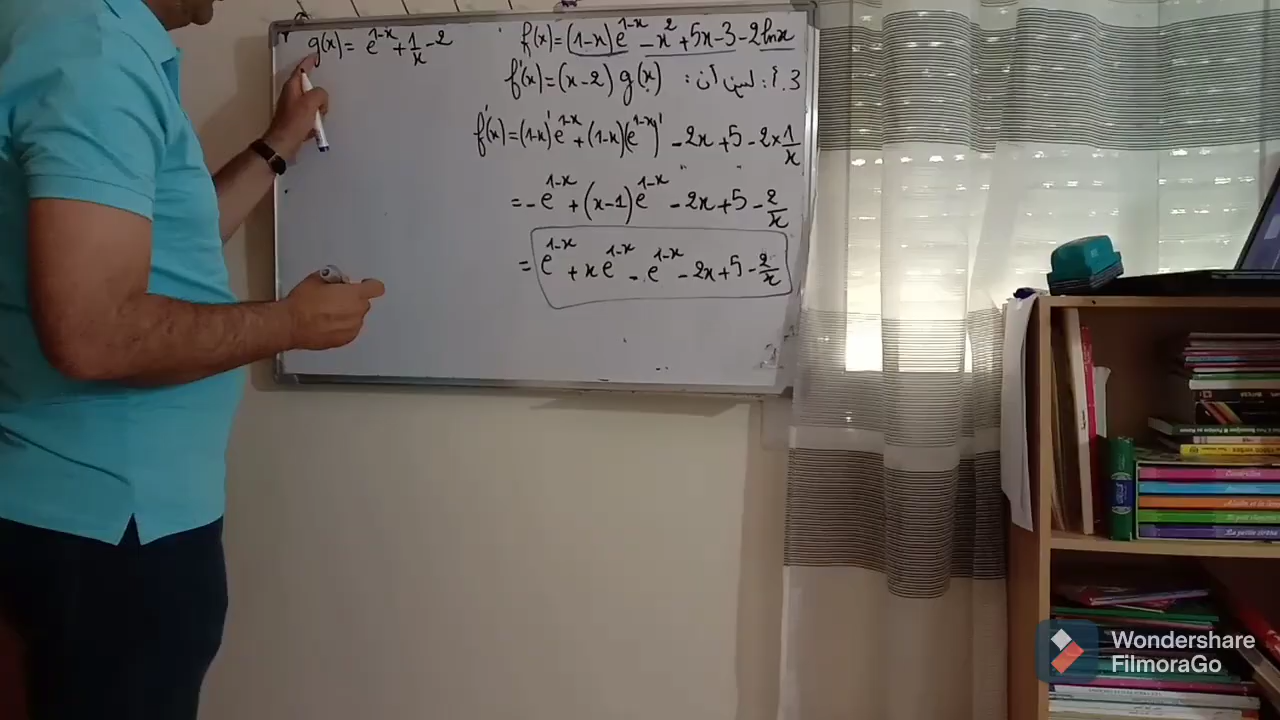 g(x) = e^{1-x} + 1/x - 2
f(x) = (1-x)e^{1-x} - x² + 5x - 3 - 2lnx
3.أ: لنبين أن : f'(x) = (x-2) g(x)
f'(x) = (1-x)' e^{1-x} + (1-x)(e^{1-x})' - 2x + 5 - 2×1/x
= -e^{1-x} + (x-1)e^{1-x} - 2x + 5 - 2/x
= e^{1-x} + x e^{1-x} - e^{1-x} - 2x + 5 - 2/x
Wondershare
FilmoraGo